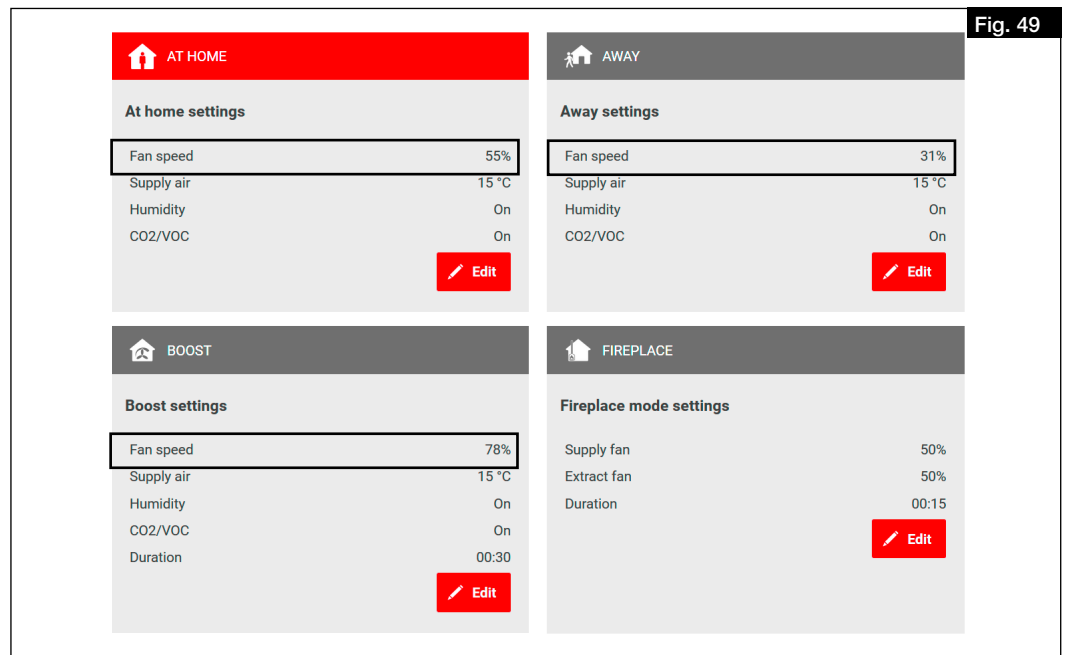 Fig. 49
AT HOME
At home settings
Fan speed 55%
Supply air 15 °C
Humidity On
CO2/VOC On
Edit
AWAY
Away settings
Fan speed 31%
Supply air 15 °C
Humidity On
CO2/VOC On
Edit
BOOST
Boost settings
Fan speed 78%
Supply air 15 °C
Humidity On
CO2/VOC On
Duration 00:30
Edit
FIREPLACE
Fireplace mode settings
Supply fan 50%
Extract fan 50%
Duration 00:15
Edit